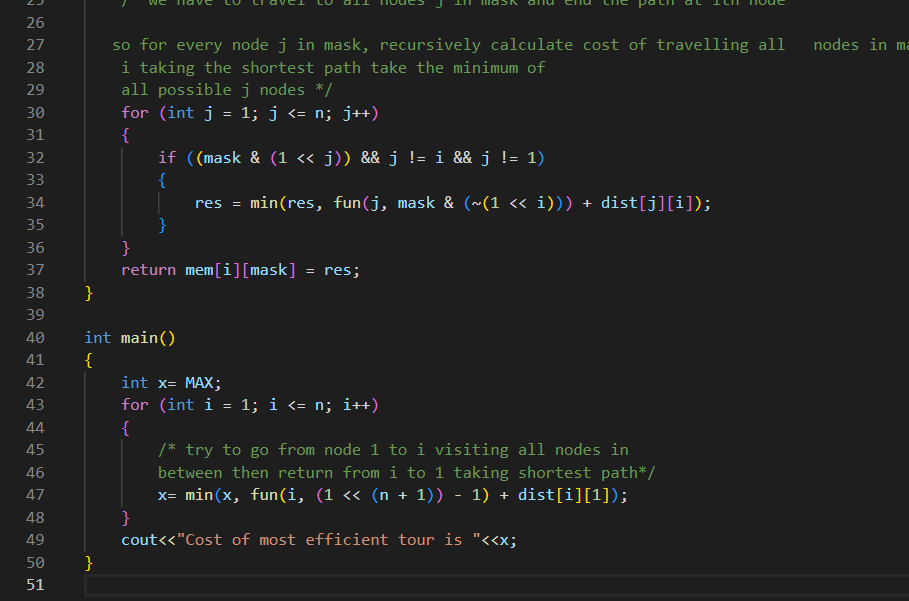 25 /* we have to travel to all nodes j in mask and end the path at ith node
26
27 so for every node j in mask, recursively calculate cost of travelling all nodes in
28 i taking the shortest path take the minimum of
29 all possible j nodes */
30 for (int j = 1; j <= n; j++)
31 {
32 if ((mask & (1 << j)) && j != i && j != 1)
33 {
34 res = min(res, fun(j, mask & (~(1 << i))) + dist[j][i]);
35 }
36 }
37 return mem[i][mask] = res;
38 }
39
40 int main()
41 {
42 int x= MAX;
43 for (int i = 1; i <= n; i++)
44 {
45 /* try to go from node 1 to i visiting all nodes in
46 between then return from i to 1 taking shortest path*/
47 x= min(x, fun(i, (1 << (n + 1)) - 1) + dist[i][1]);
48 }
49 cout<<"Cost of most efficient tour is "<<x;
50 }
51